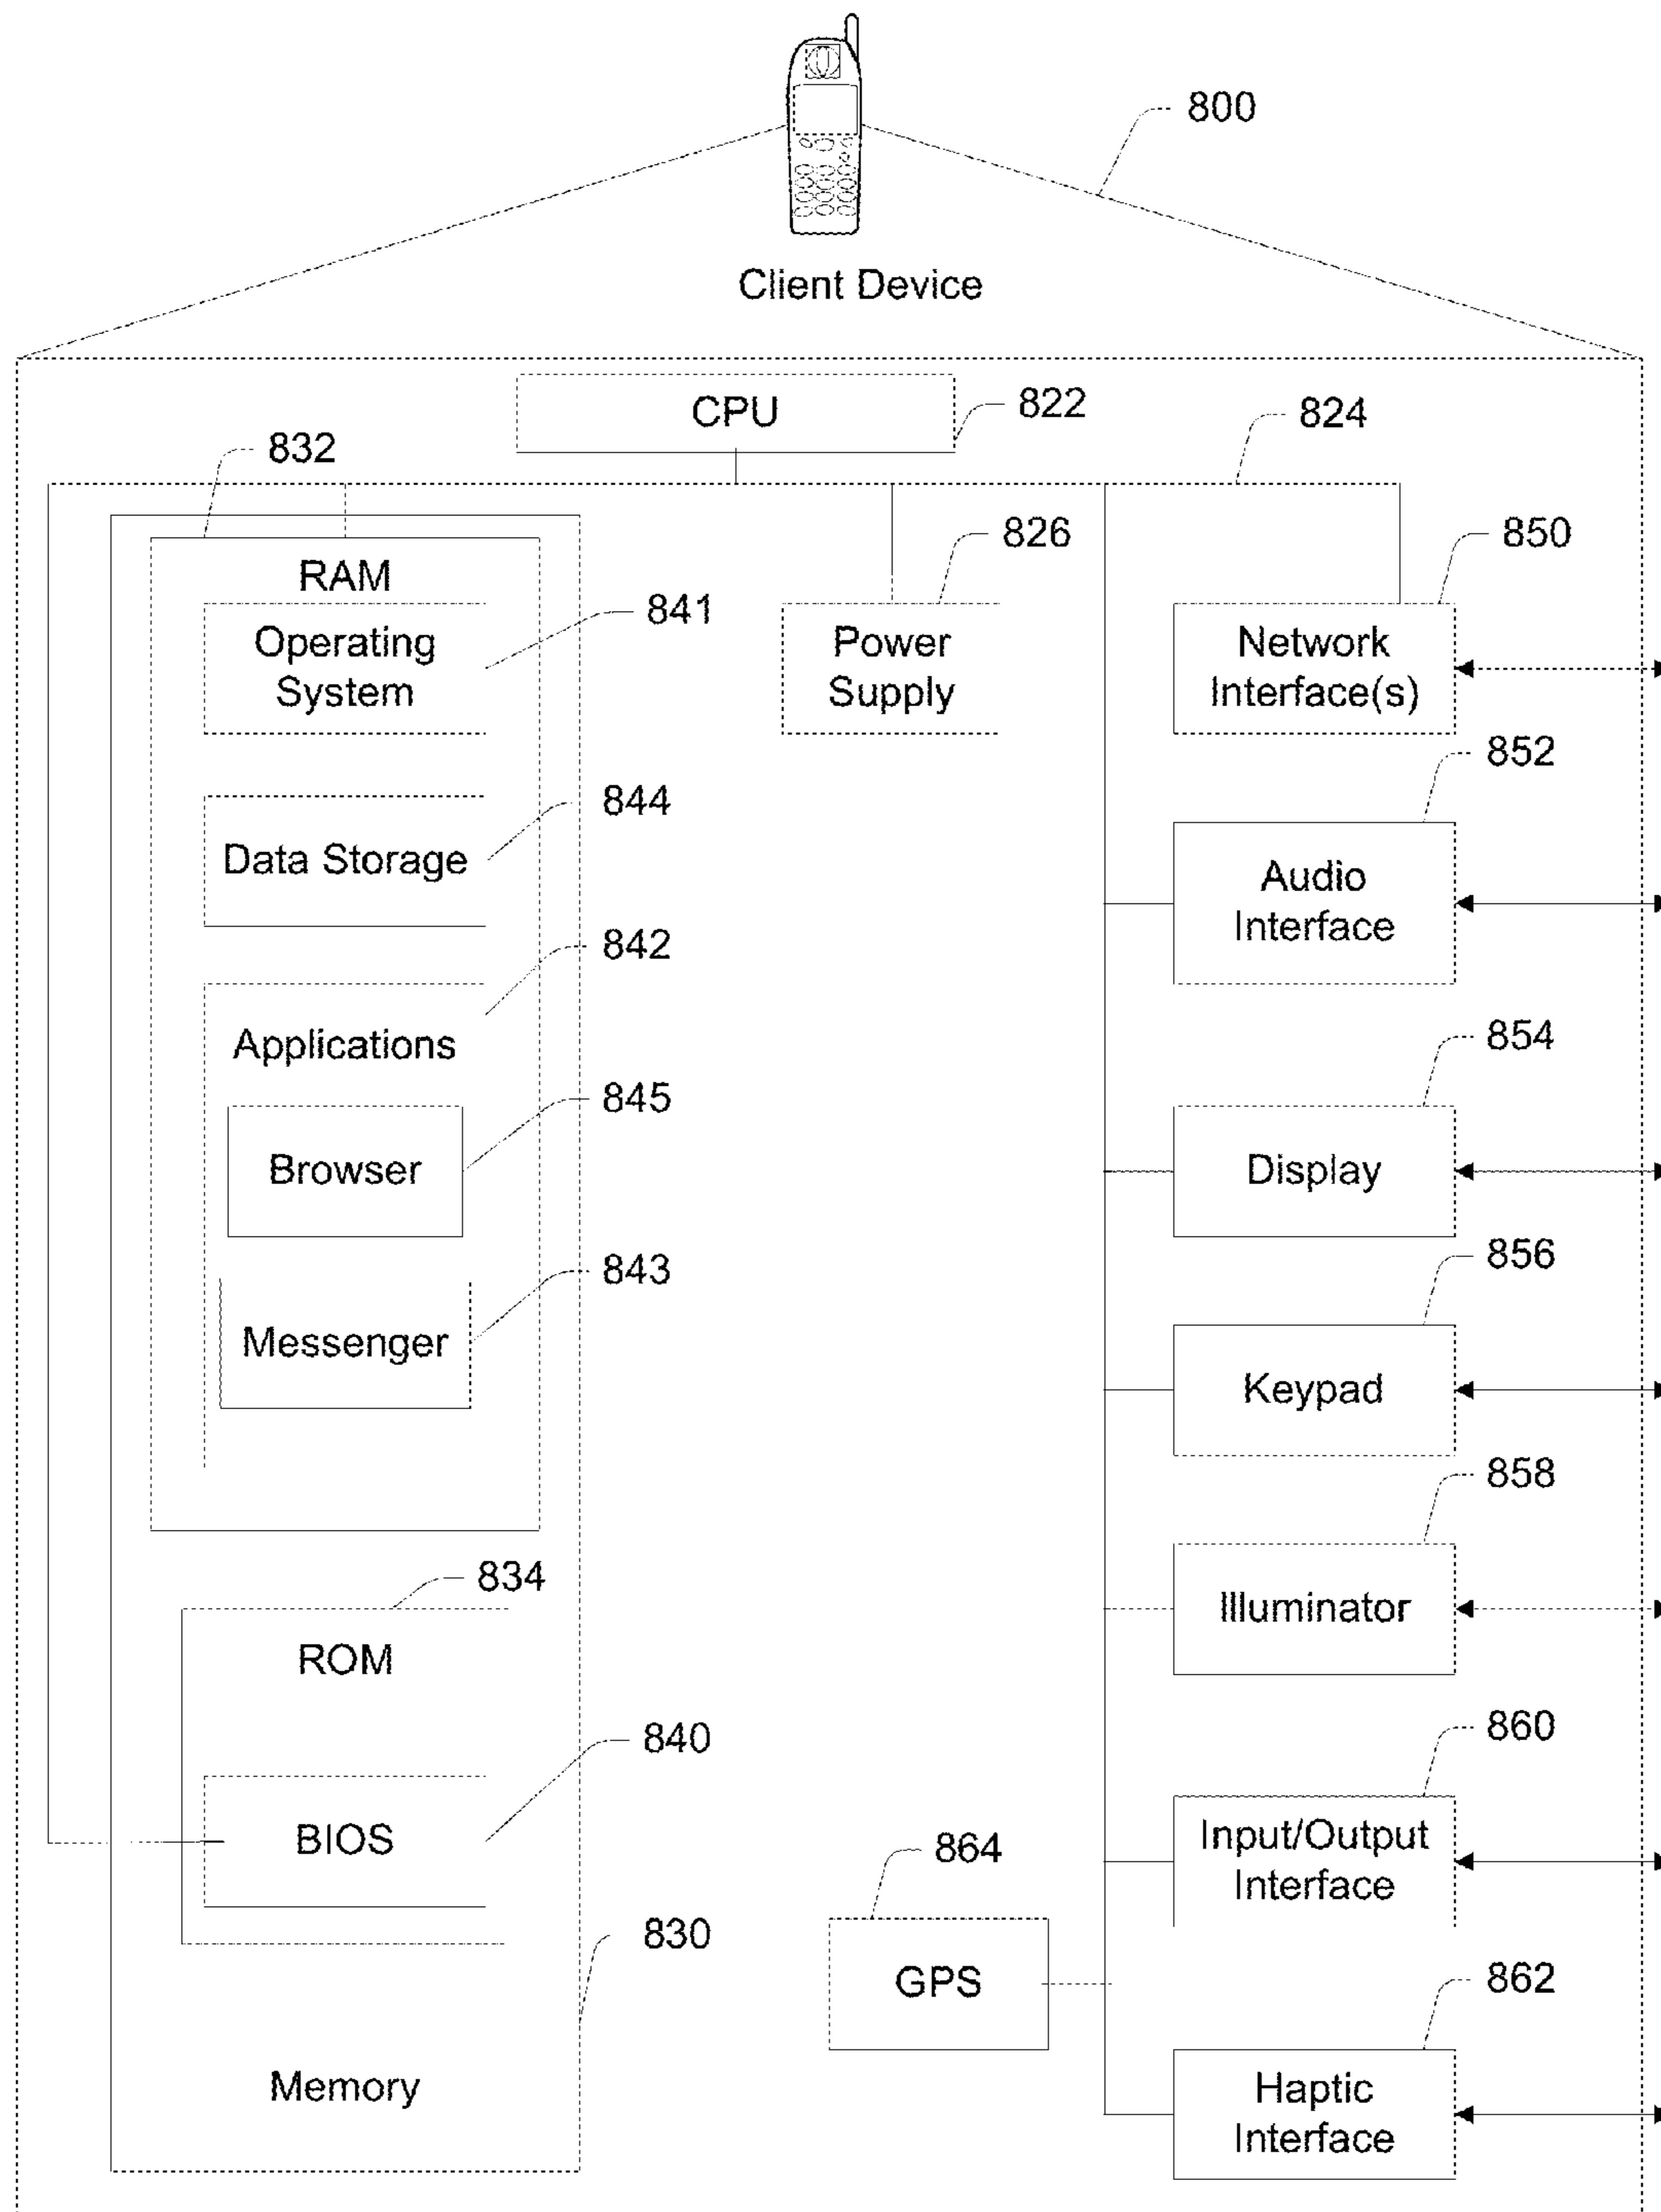 800
Client Device
CPU
822
824
832
826
850
RAM
Operating
System
841
Power
Supply
Network
Interface(s)
852
844
Data Storage
Audio
Interface
842
Applications
854
845
Browser
Display
856
843
Messenger
Keypad
858
834
Illuminator
ROM
860
840
BIOS
Input/Output
Interface
864
830
GPS
862
Memory
Haptic
Interface